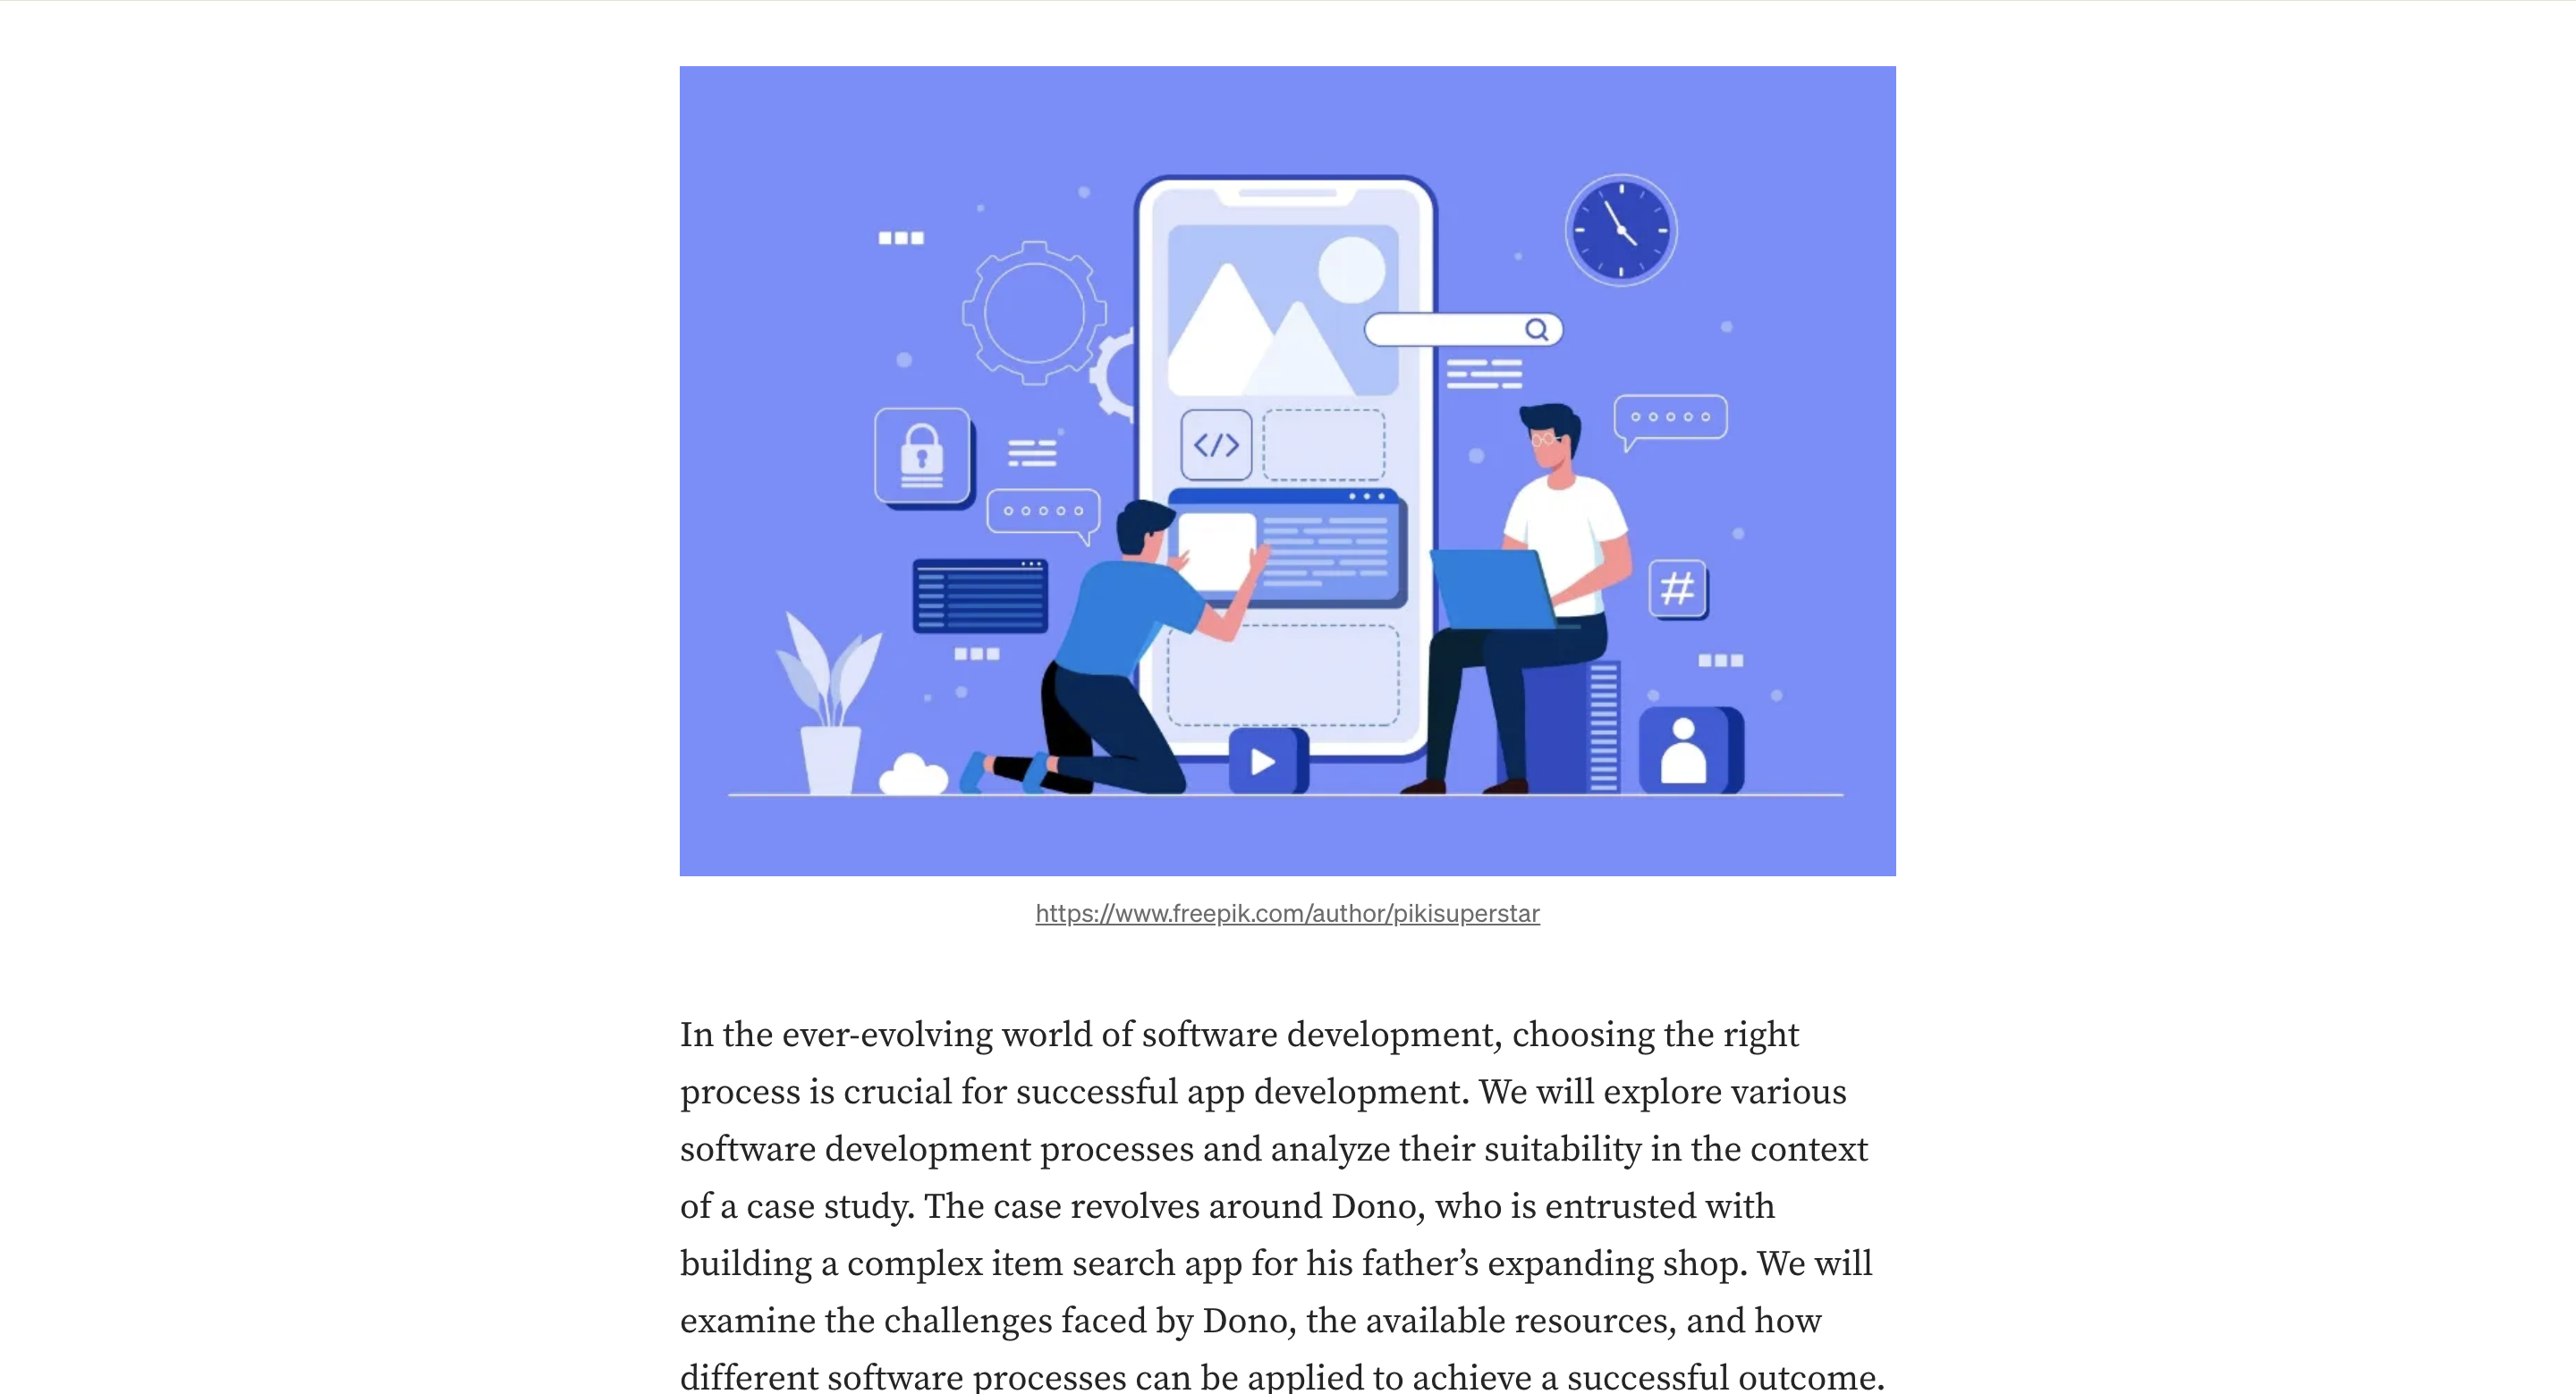 </>
#
https://www.freepik.com/author/pikisuperstar
In the ever-evolving world of software development, choosing the right
process is crucial for successful app development. We will explore various
software development processes and analyze their suitability in the context
of a case study. The case revolves around Dono, who is entrusted with
building a complex item search app for his father’s expanding shop. We will
examine the challenges faced by Dono, the available resources, and how
different software processes can be applied to achieve a successful outcome.